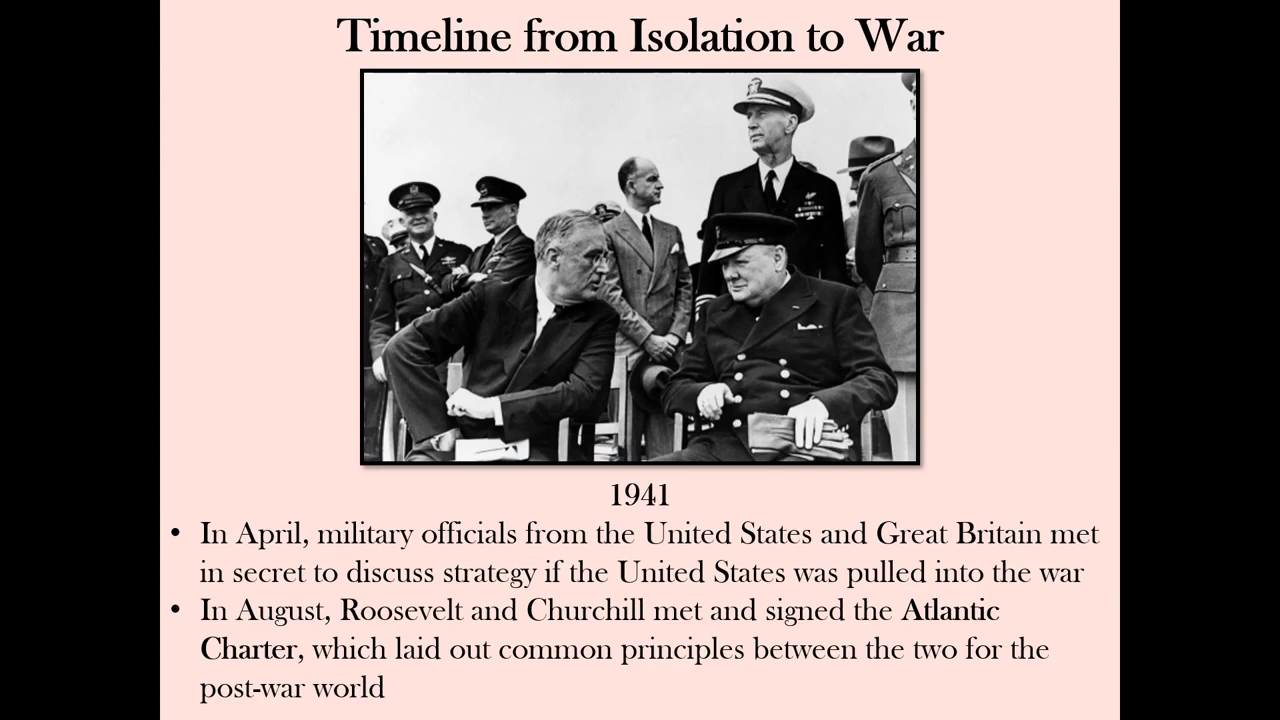 Timeline from Isolation to War
1941
• In April, military officials from the United States and Great Britain met
in secret to discuss strategy if the United States was pulled into the war
• In August, Roosevelt and Churchill met and signed the Atlantic
Charter, which laid out common principles between the two for the
post-war world